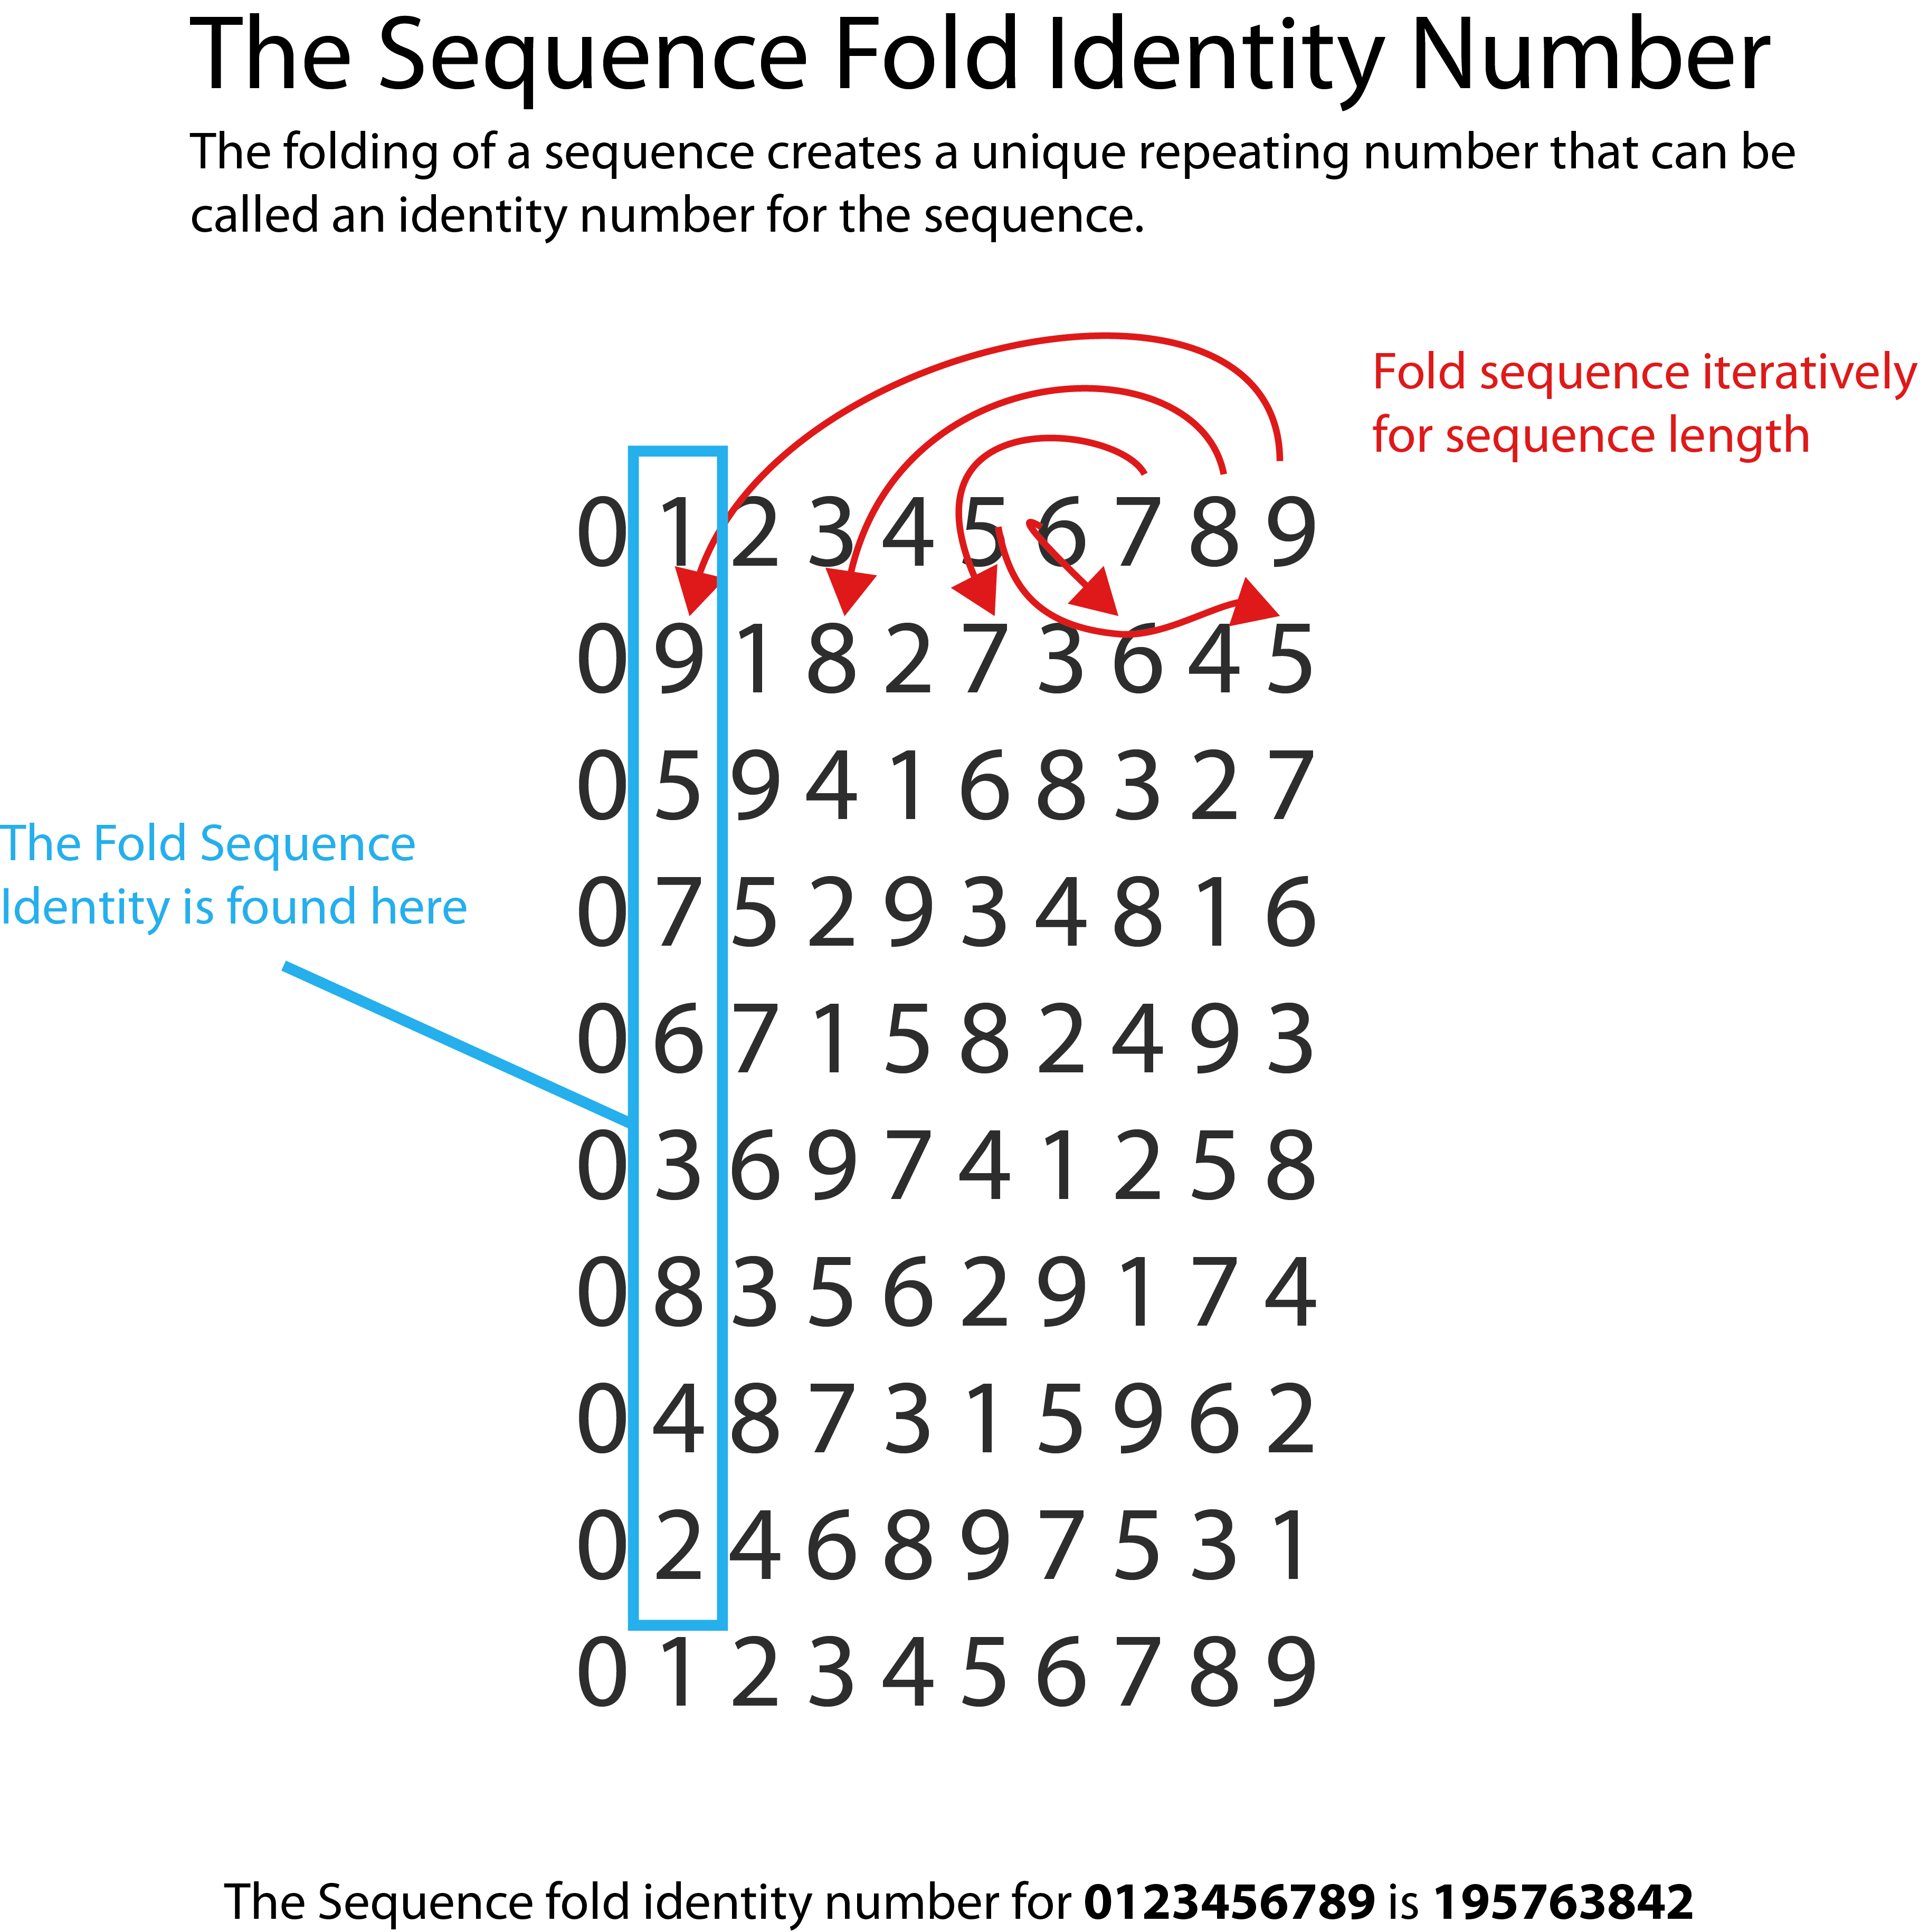 The Sequence Fold Identity Number
The folding of a sequence creates a unique repeating number that can be
called an identity number for the sequence.
Fold sequence iteratively
for sequence length
0 1 2 3 4 5 6 7 8 9
0 9 1 8 2 7 3 6 4 5
0 5 9 4 1 6 8 3 2 7
The Fold Sequence
Identity is found here
0 7 5 2 9 3 4 8 1 6
0 6 7 1 5 8 2 4 9 3
0 3 6 9 7 4 1 2 5 8
0 8 3 5 6 2 9 1 7 4
0 4 8 7 3 1 5 9 6 2
0 2 4 6 8 9 7 5 3 1
0 1 2 3 4 5 6 7 8 9
The Sequence fold identity number for 0123456789 is 195763842